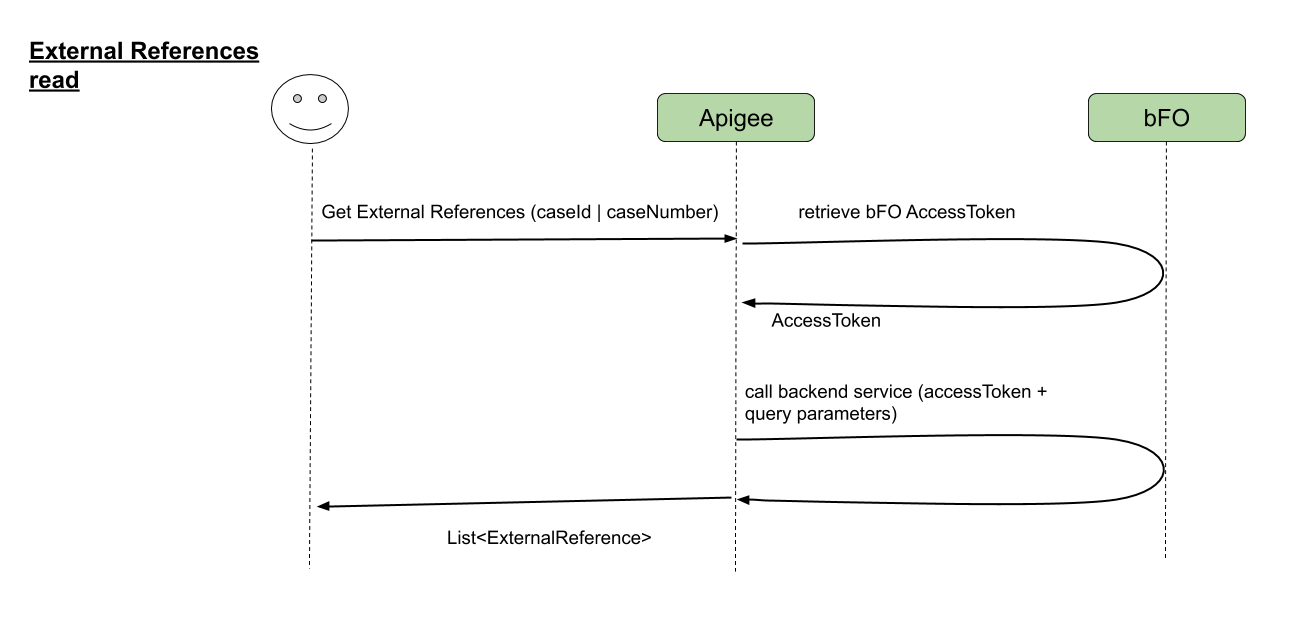 External References
read
Apigee
bFO
Get External References (caseId | caseNumber)
retrieve bFO AccessToken
AccessToken
call backend service (accessToken +
query parameters)
List<ExternalReference>